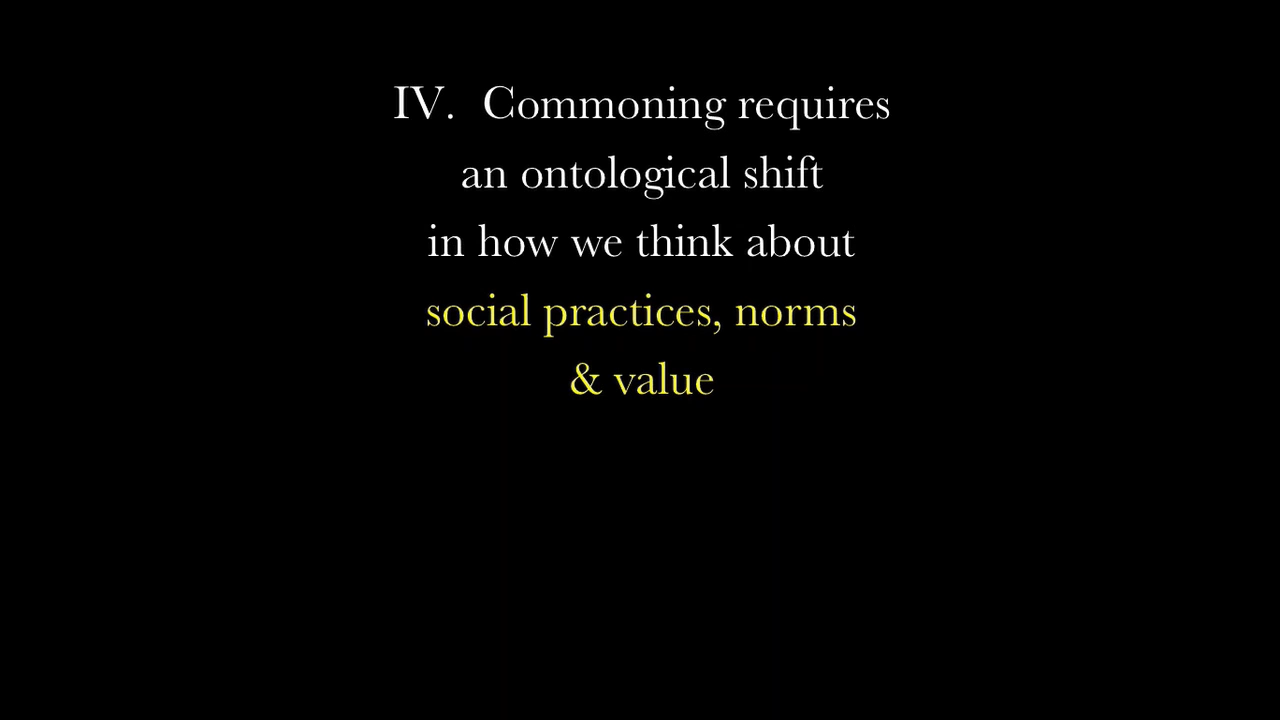 IV. Commoning requires
an ontological shift
in how we think about
social practices, norms
& value